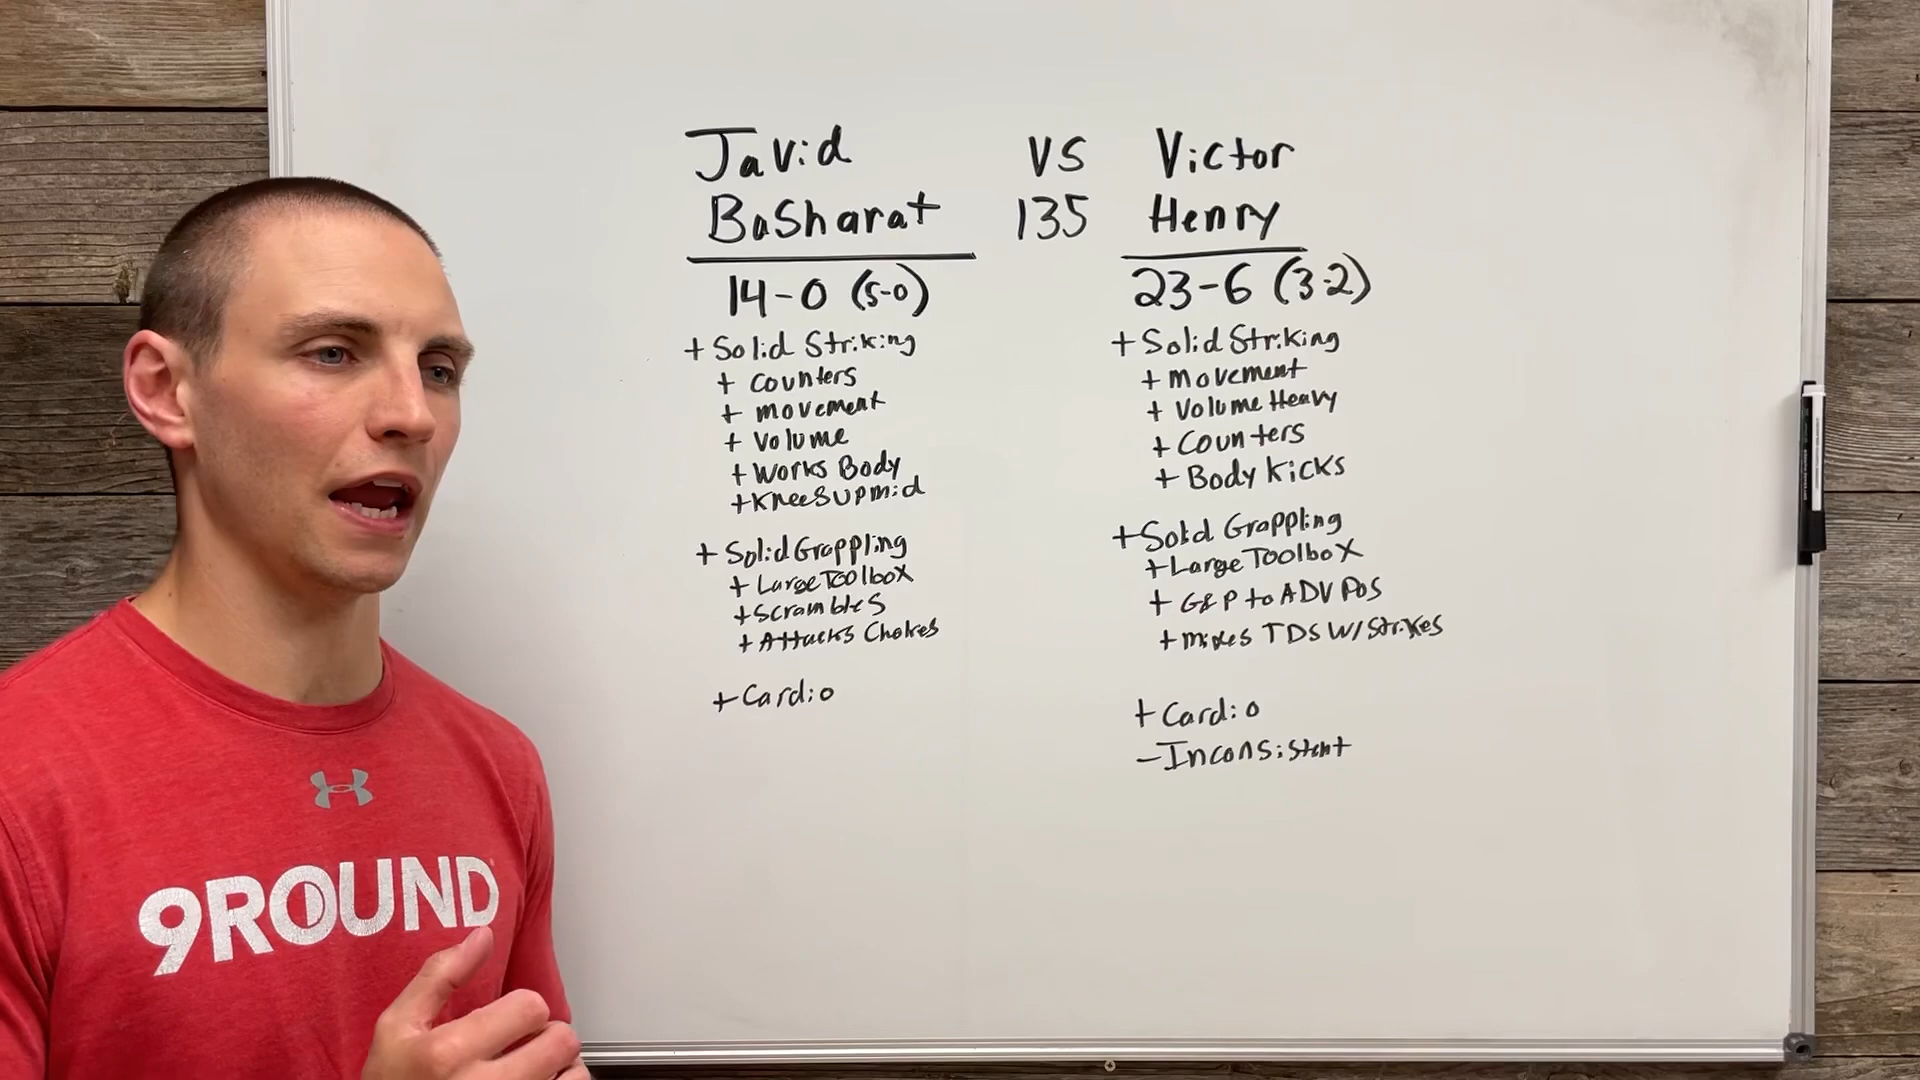 Javid
Basharat
14-0 (5-0)
+ Solid Striking
+ counters
+ movement
+ volume
+ Works Body
+ Knees up mid
+ Solid Grappling
+ Large Toolbox
+ Scrambles
+ Attacks Chokes
+ Cardio
VS
135
Victor
Henry
23-6 (3-2)
+ Solid Striking
+ movement
+ Volume Heavy
+ Counters
+ Body Kicks
+ Solid Grappling
+ Large Toolbox
+ G&P to ADV Pos
+ mixes TDS W/ Strikes
+ Cardio
- Inconsistent
9ROUND